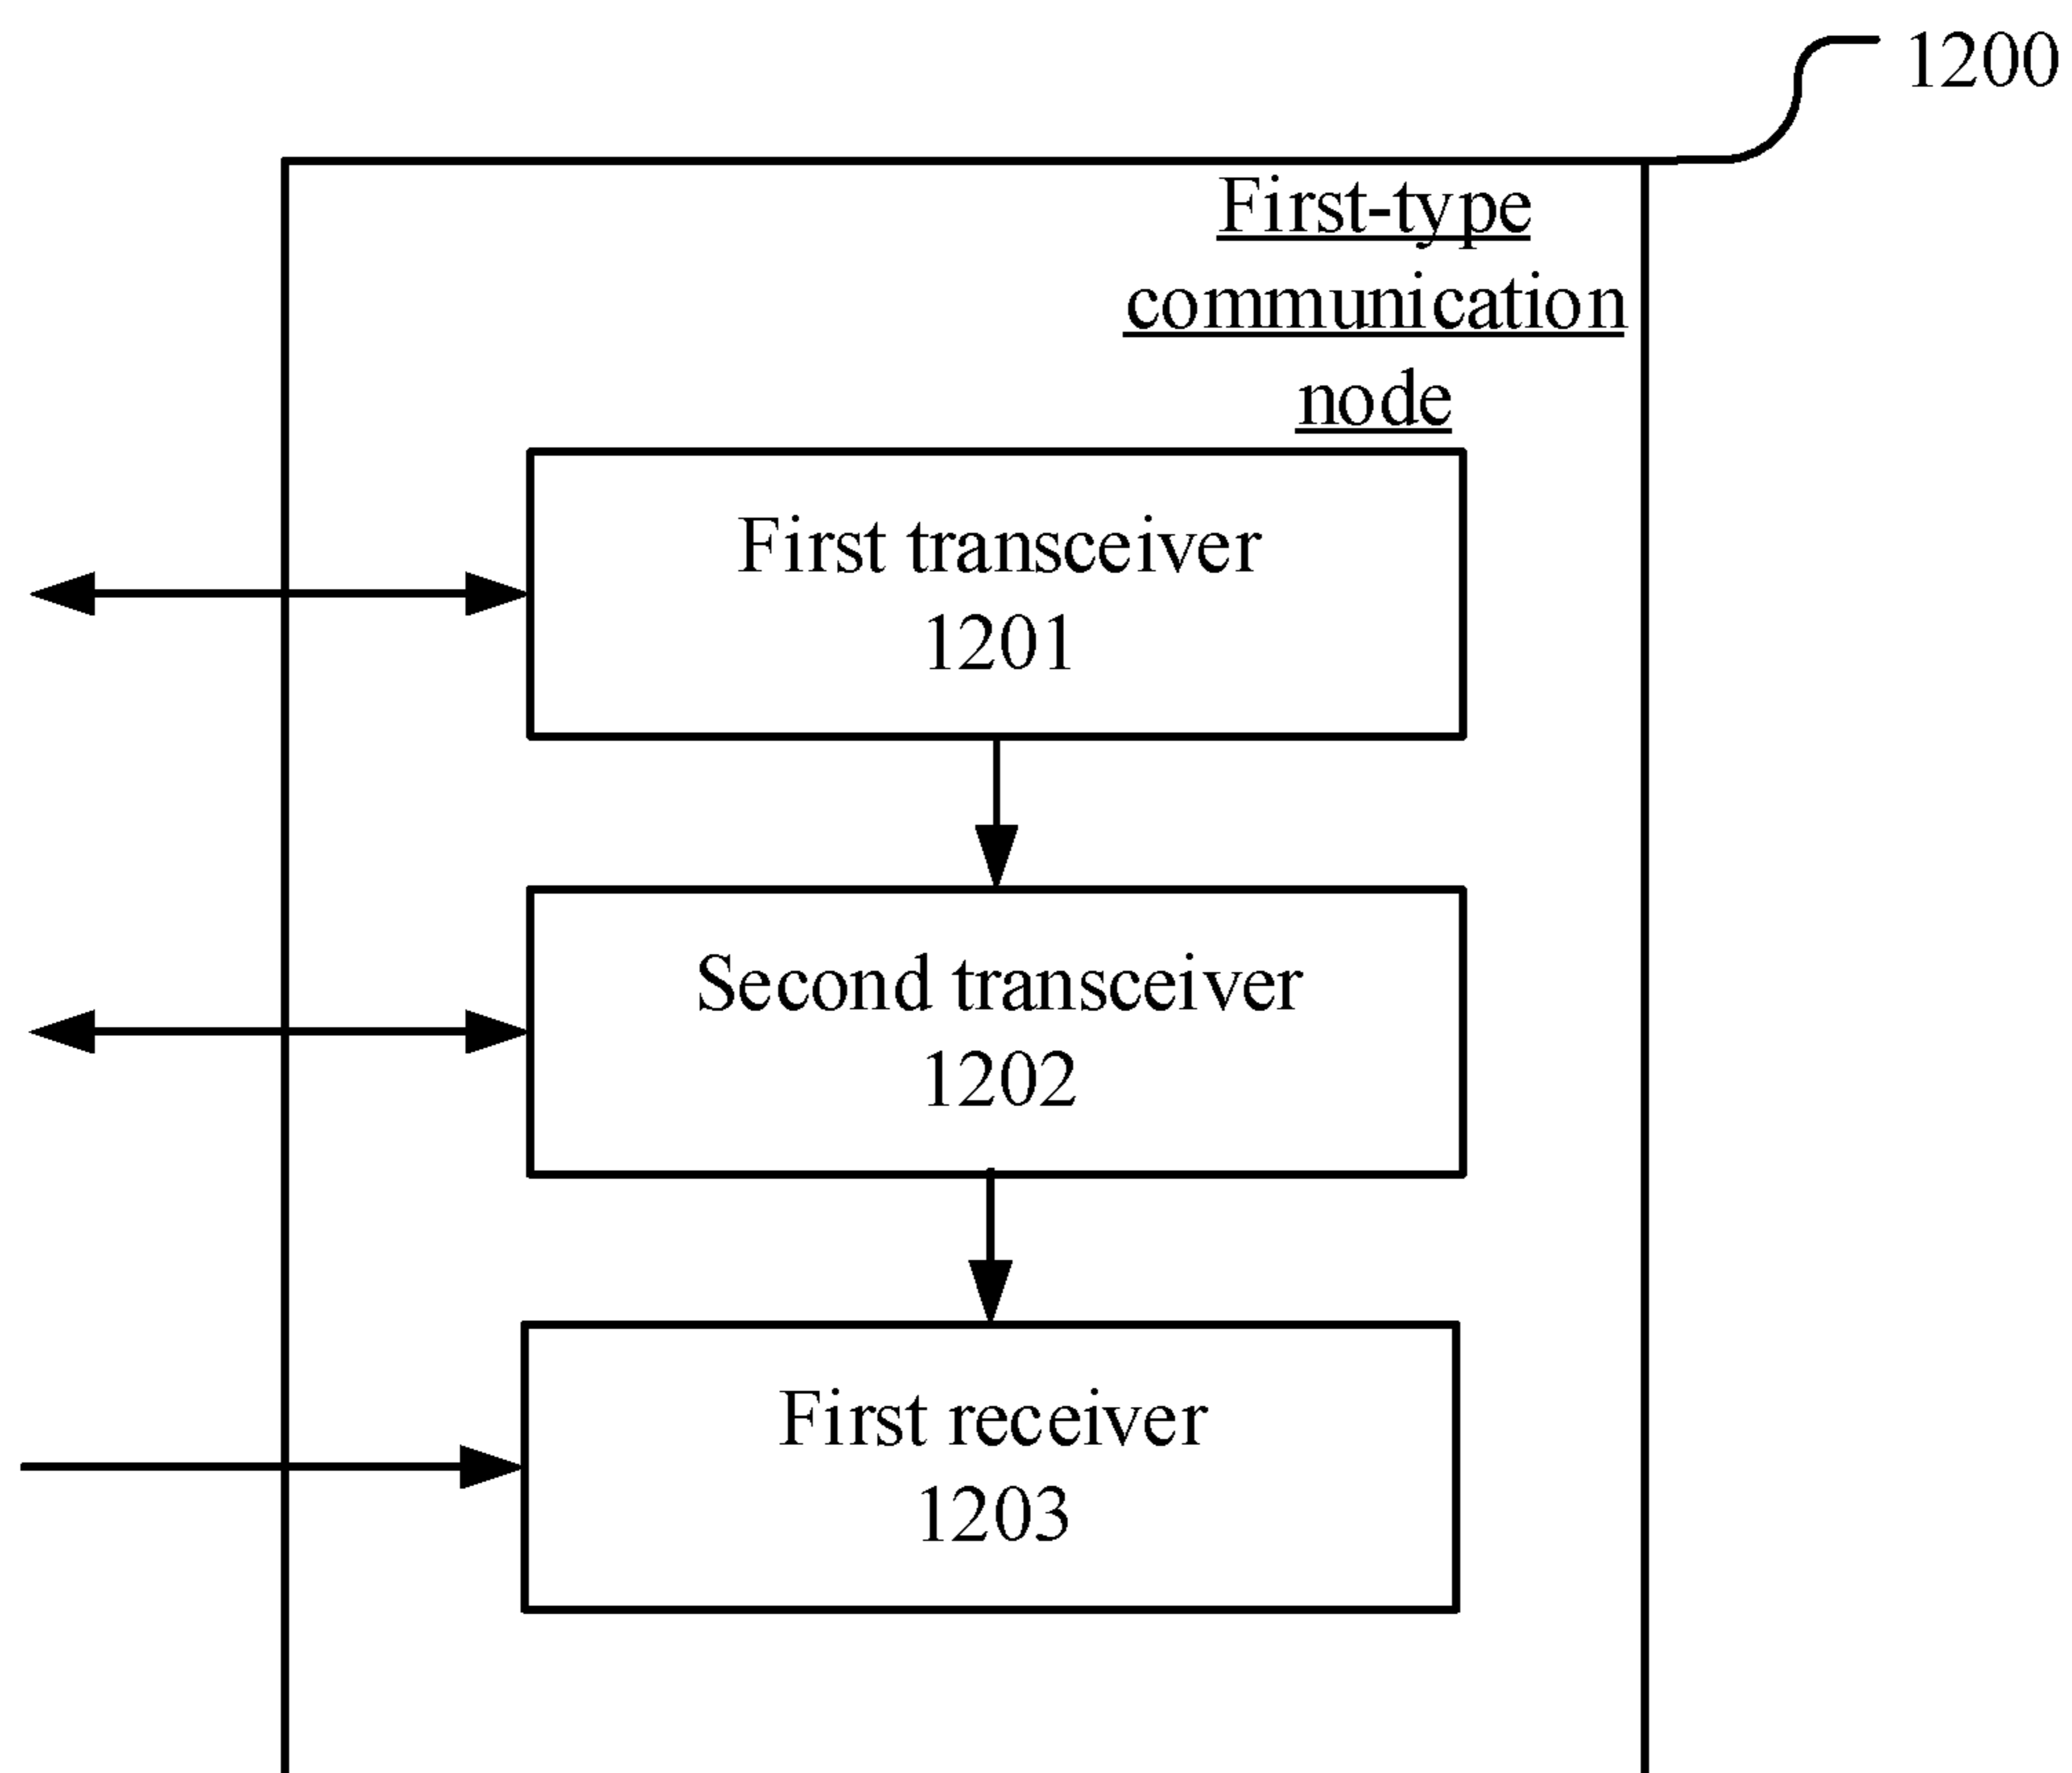 1200
First-type
communication
node
First transceiver
1201
Second transceiver
1202
First receiver
1203